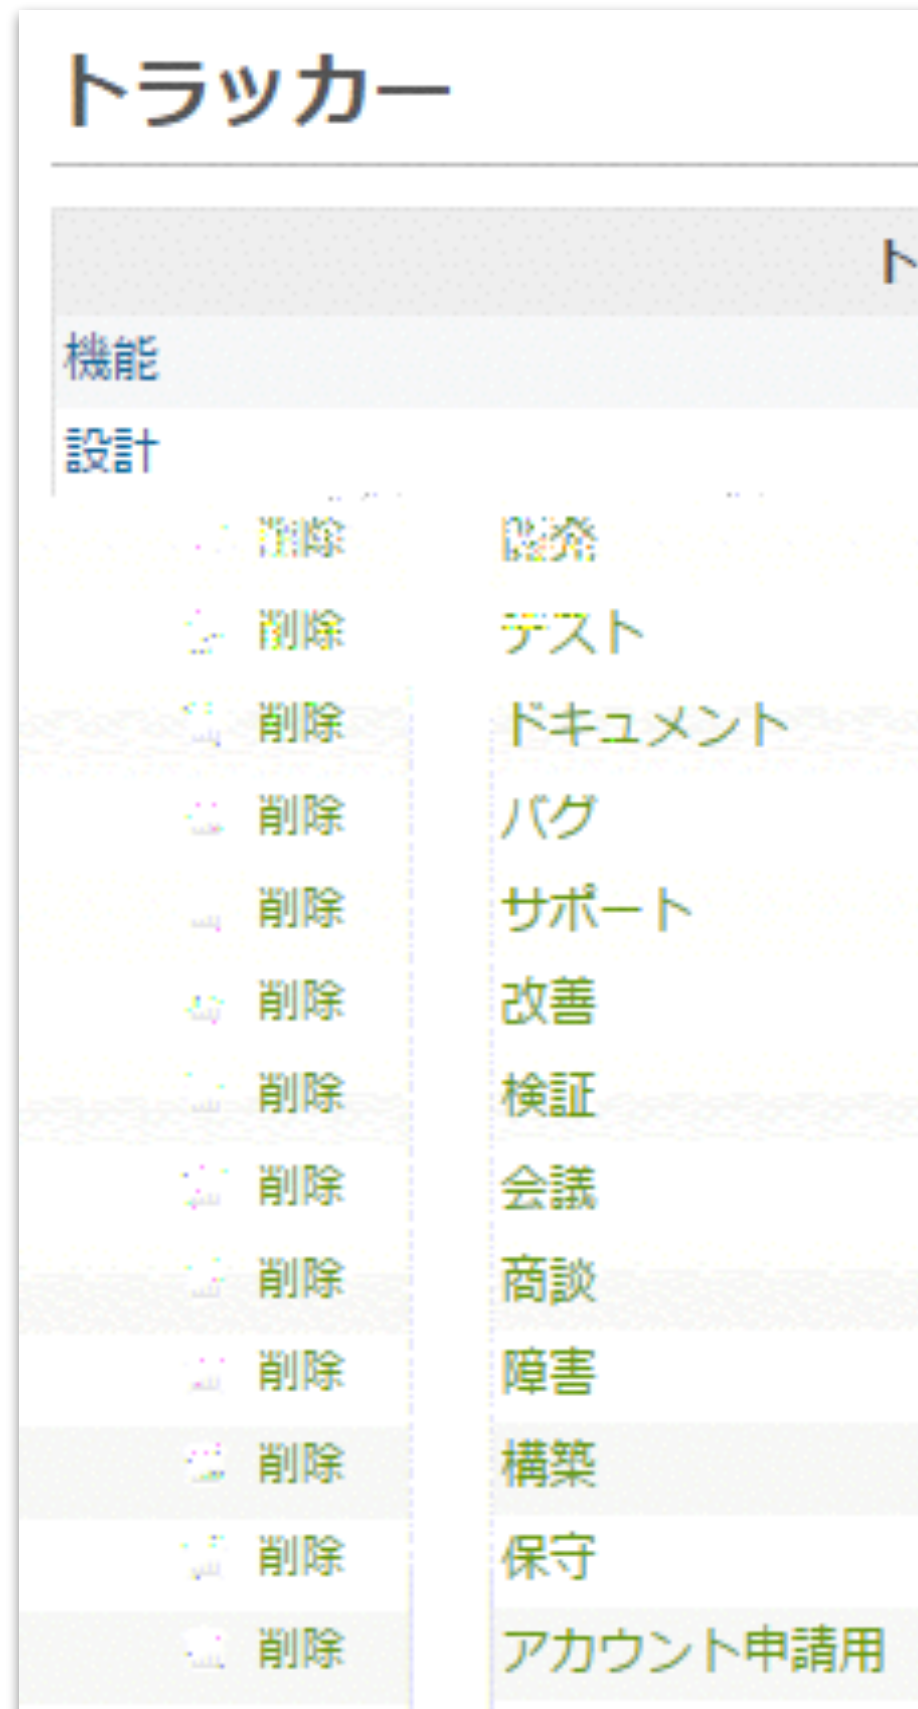 トラッカー
ト
機能
設計
削除 開発
削除 テスト
削除 ドキュメント
削除 バグ
削除 サポート
削除 改善
削除 検証
削除 会議
削除 商談
削除 障害
削除 構築
削除 保守
削除 アカウント申請用